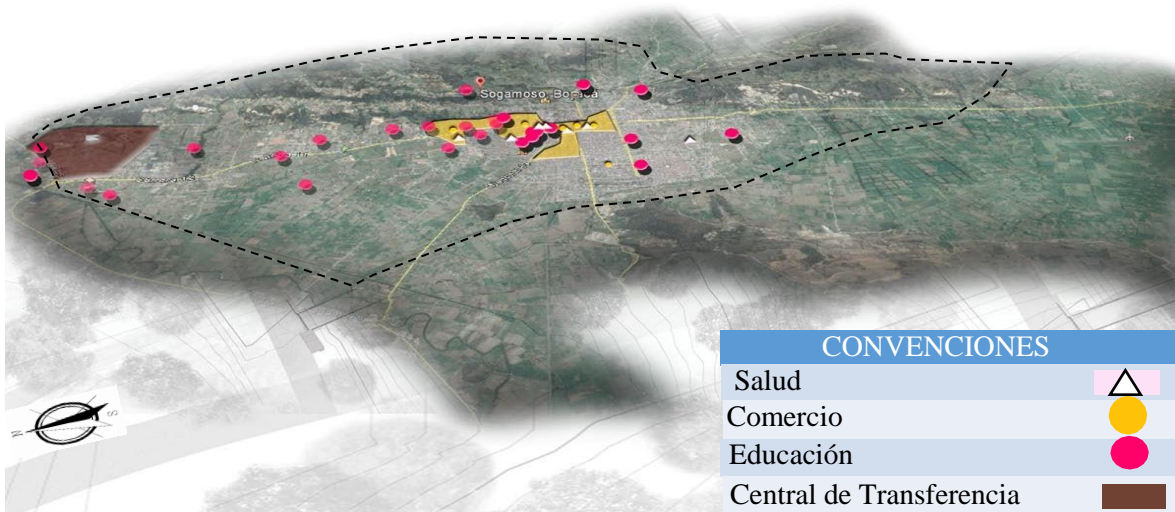 Sogamoso, Boyacá
N
S
CONVENCIONES
Salud
Comercio
Educación
Central de Transferencia